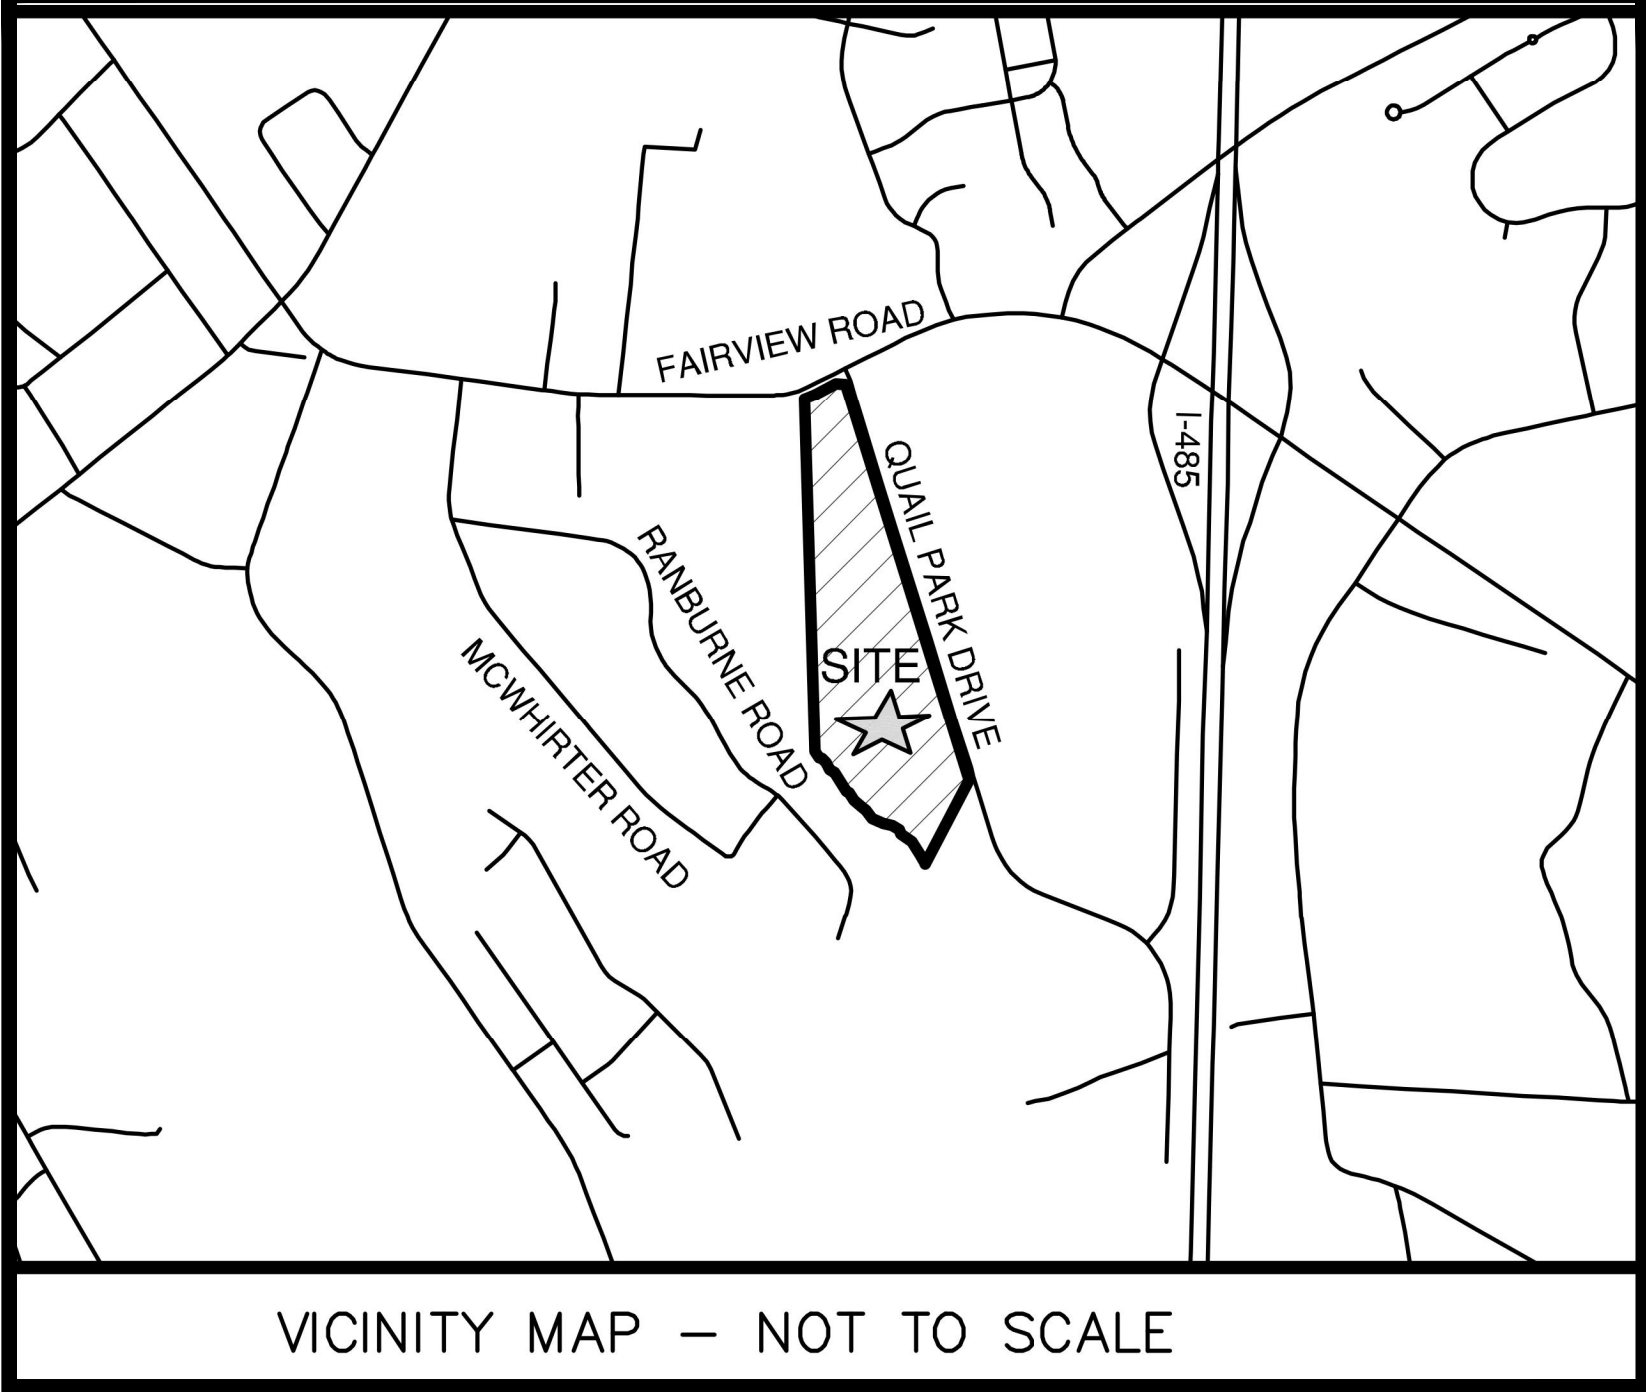 FAIRVIEW ROAD
I-485
QUAIL PARK DRIVE
RANBURNE ROAD
MCWHIRTER ROAD
SITE
VICINITY MAP - NOT TO SCALE